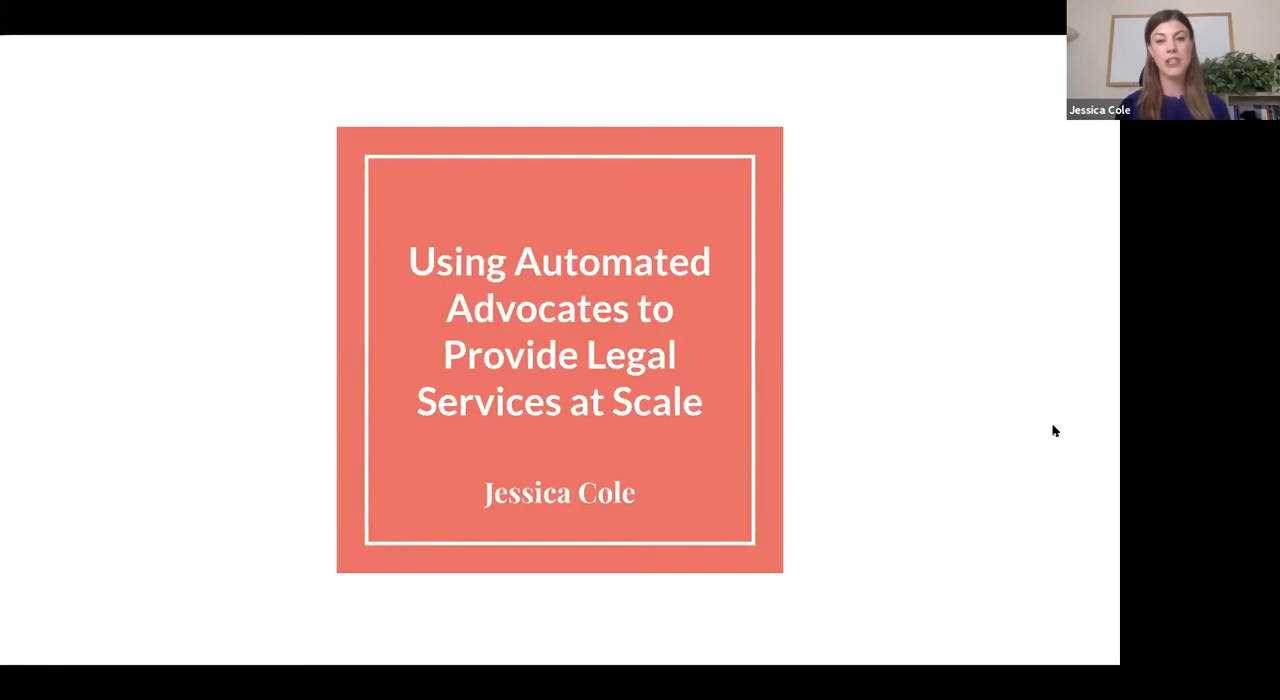 Jessica Cole
Using Automated
Advocates to
Provide Legal
Services at Scale
Jessica Cole